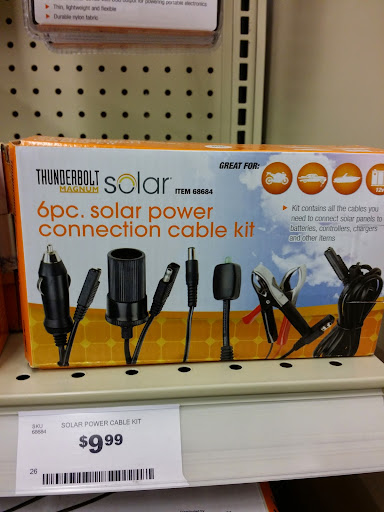 Thin, lightweight and flexible
Durable nylon fabric
THUNDERBOLT
MAGNUM
solar
ITEM 68684
GREAT FOR:
6pc. solar power
connection cable kit
Kit contains all the cables you
need to connect solar panels to
batteries, controllers, chargers
and other items
SKU
68684
SOLAR POWER CABLE KIT
$9.99
26